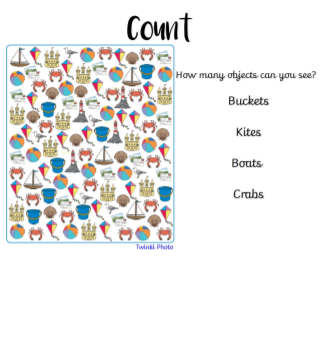 Count
How many objects can you see?
Buckets
Kites
Boats
Crabs
Twinkl Photo